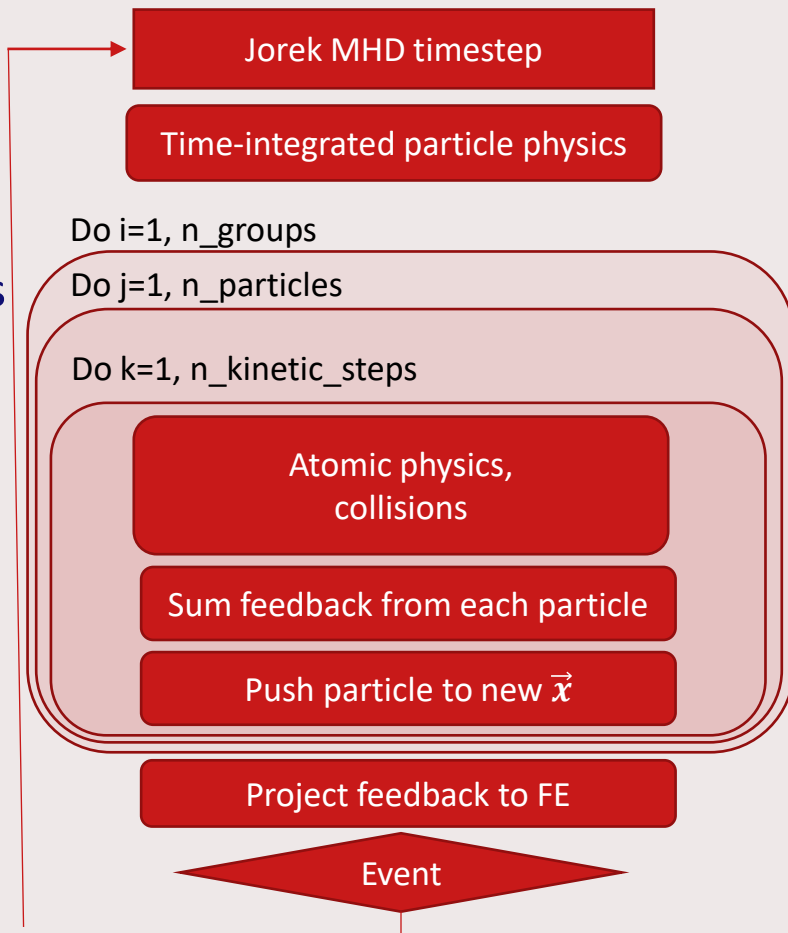 Jorek MHD timestep
Time-integrated particle physics
Do i=1, n_groups
s
Do j=1, n_particles
Do k=1, n_kinetic_steps
Atomic physics,
collisions
Sum feedback from each particle
Push particle to new $\vec{x}$
Project feedback to FE
Event